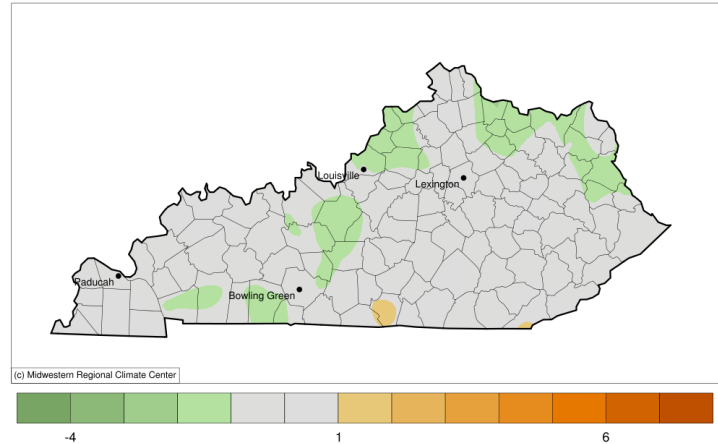 Louisville
Lexington
Paducah
Bowling Green
(c) Midwestern Regional Climate Center
-4 1 6